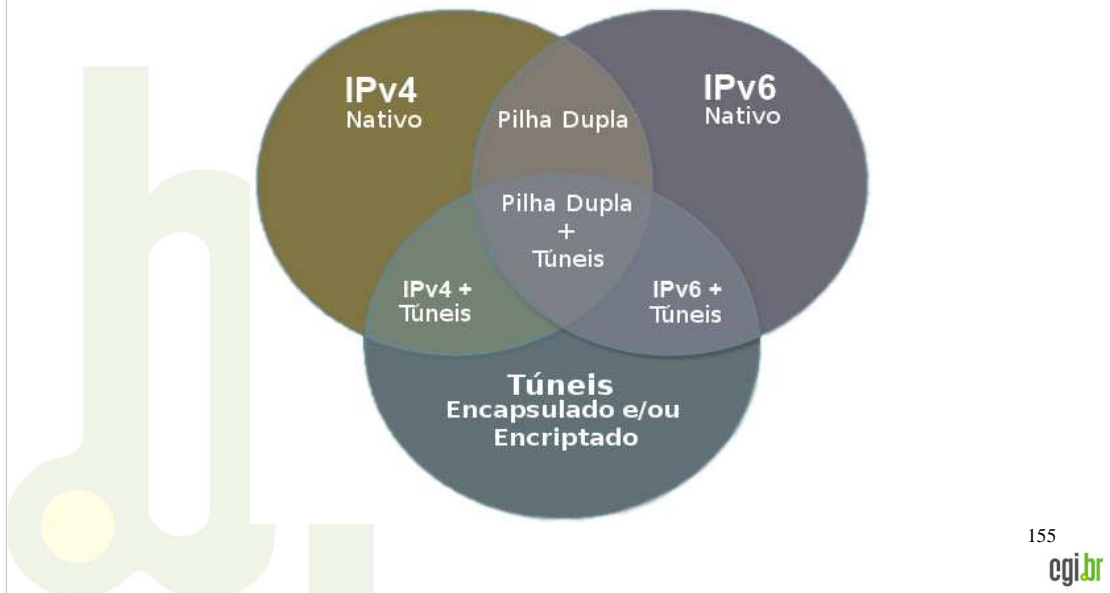 IPv4
Nativo
IPv6
Nativo
Pilha Dupla
Pilha Dupla
+
Túneis
IPv4 +
Túneis
IPv6 +
Túneis
Túneis
Encapsulado e/ou
Encriptado
155
cgi.br